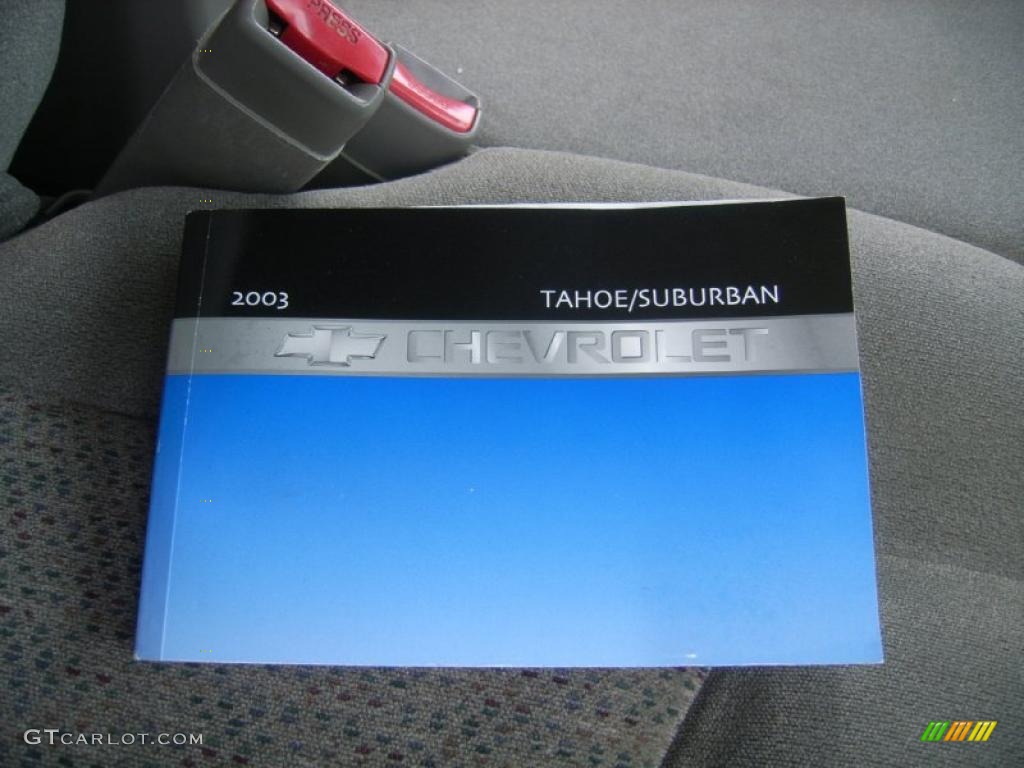 PRESS
2003 TAHOE/SUBURBAN
CHEVROLET
GTCARLOT.COM